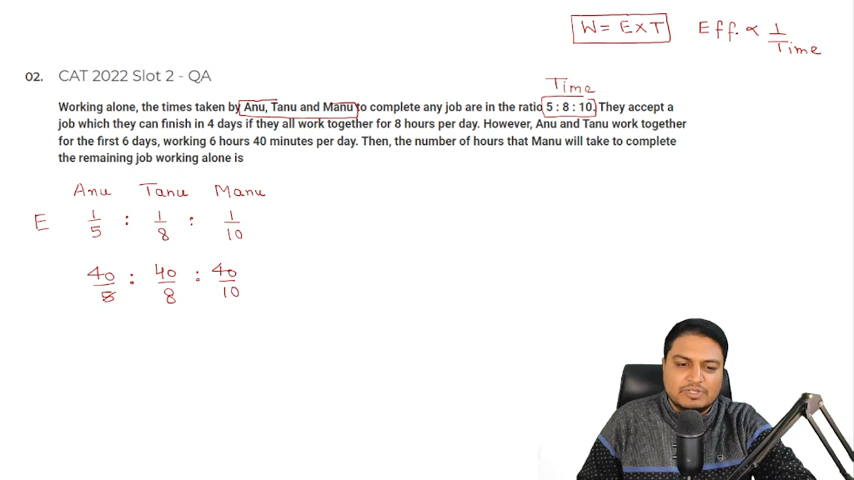 W = E×T Eff. ∝ 1/Time
02. CAT 2022 Slot 2 - QA
Time
Working alone, the times taken by Anu, Tanu and Manu to complete any job are in the ratio 5 : 8 : 10. They accept a
job which they can finish in 4 days if they all work together for 8 hours per day. However, Anu and Tanu work together
for the first 6 days, working 6 hours 40 minutes per day. Then, the number of hours that Manu will take to complete
the remaining job working alone is
Anu Tanu Manu
E 1/5 : 1/8 : 1/10
40/5 : 40/8 : 40/10